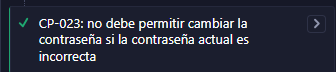 CP-023: no debe permitir cambiar la
contraseña si la contraseña actual es
incorrecta